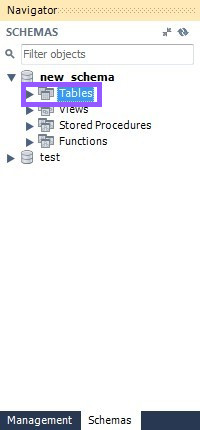 Navigator
SCHEMAS
Filter objects
new_schema
Tables
Views
Stored Procedures
Functions
test
Management Schemas